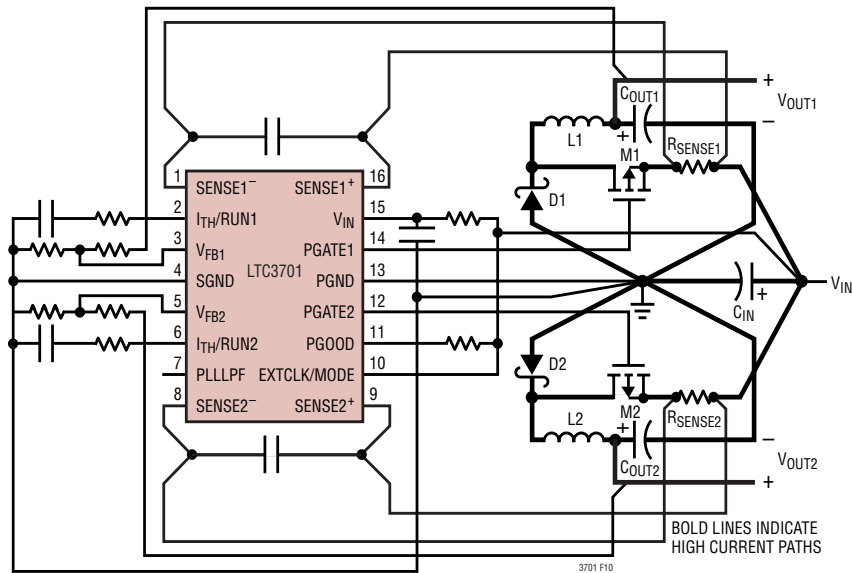 COUT1
+
VOUT1
−
L1
+
RSENSE1
M1
D1
1
SENSE1−
SENSE1+
16
2
ITH/RUN1
VIN
15
3
VFB1
PGATE1
14
LTC3701
4
SGND
PGND
13
5
VFB2
PGATE2
12
6
ITH/RUN2
PGOOD
11
7
PLLLPF
EXTCLK/MODE
10
8
SENSE2−
SENSE2+
9
CIN
+
VIN
D2
M2
RSENSE2
L2
+
COUT2
−
VOUT2
+
BOLD LINES INDICATE
HIGH CURRENT PATHS
3701 F10